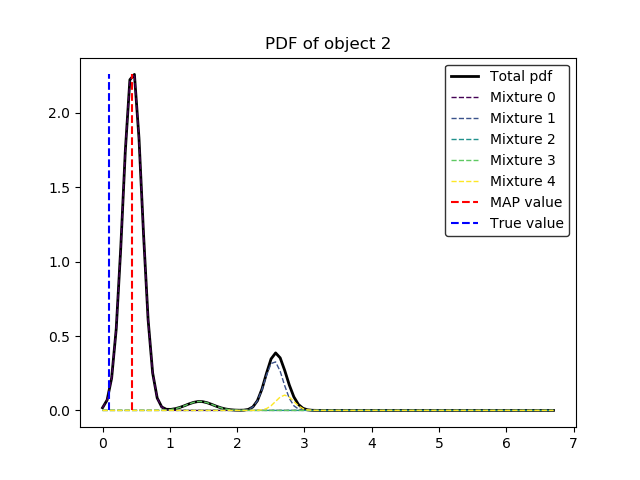 PDF of object 2
Total pdf
Mixture 0
Mixture 1
Mixture 2
Mixture 3
Mixture 4
MAP value
True value
2.0
1.5
1.0
0.5
0.0
0 1 2 3 4 5 6 7